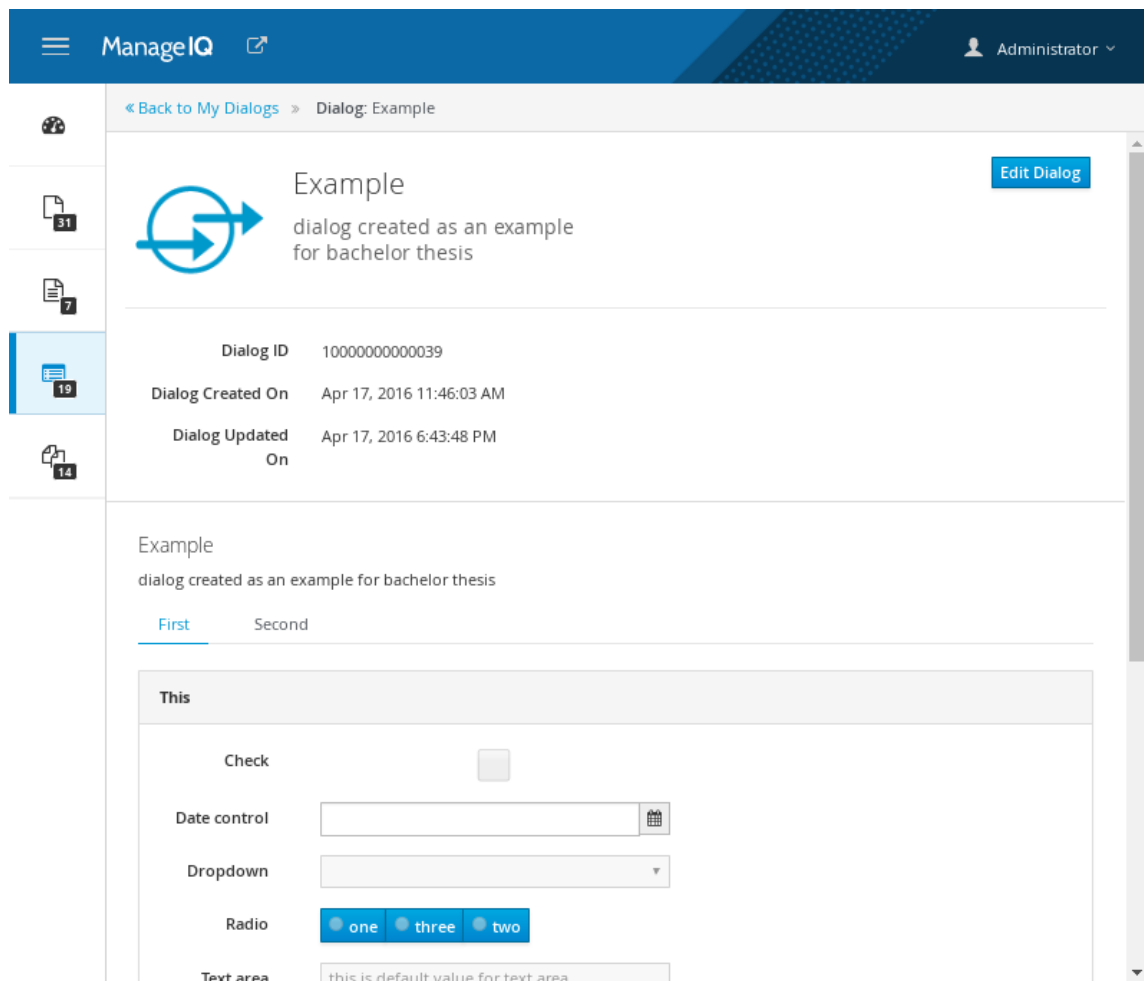 ManageIQ
Administrator
« Back to My Dialogs » Dialog: Example
31
7
19
14
Example
Edit Dialog
dialog created as an example
for bachelor thesis
Dialog ID 10000000000039
Dialog Created On Apr 17, 2016 11:46:03 AM
Dialog Updated On Apr 17, 2016 6:43:48 PM
Example
dialog created as an example for bachelor thesis
First Second
This
Check
Date control
Dropdown
Radio one three two
Text area this is default value for text area